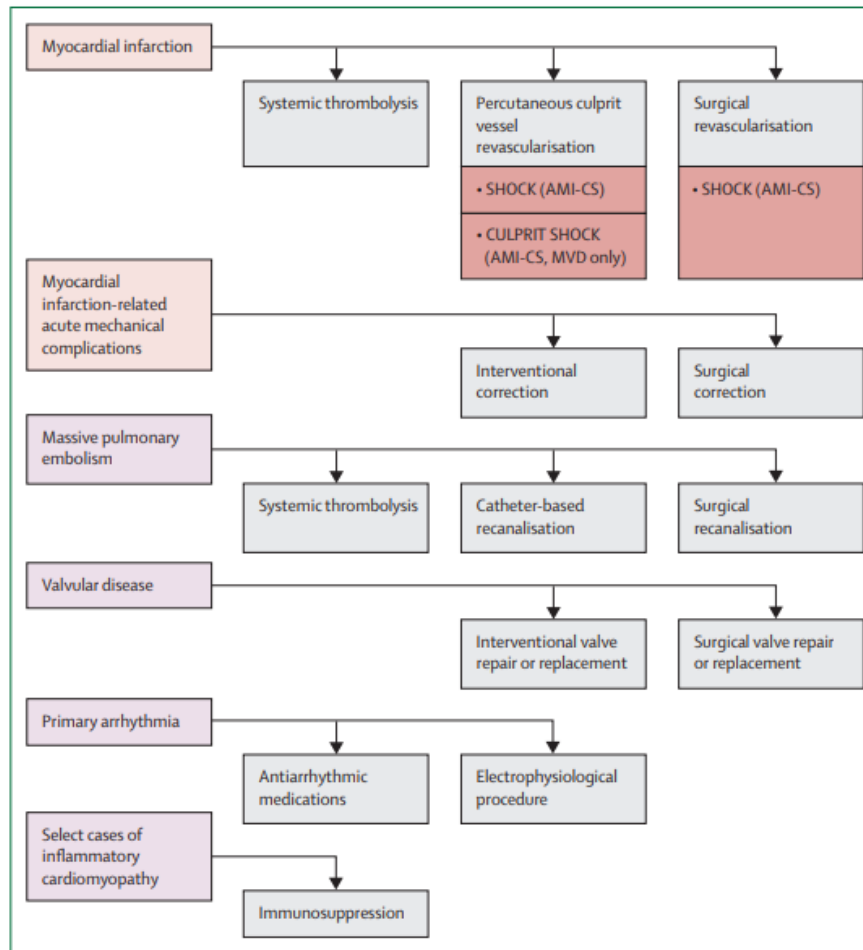 Myocardial infarction
Systemic thrombolysis
Percutaneous culprit
vessel
revascularisation
Surgical
revascularisation
• SHOCK (AMI-CS)
• SHOCK (AMI-CS)
• CULPRIT SHOCK
(AMI-CS, MVD only)
Myocardial
infarction-related
acute mechanical
complications
Interventional
correction
Surgical
correction
Massive pulmonary
embolism
Systemic thrombolysis
Catheter-based
recanalisation
Surgical
recanalisation
Valvular disease
Interventional valve
repair or replacement
Surgical valve repair
or replacement
Primary arrhythmia
Antiarrhythmic
medications
Electrophysiological
procedure
Select cases of
inflammatory
cardiomyopathy
Immunosuppression